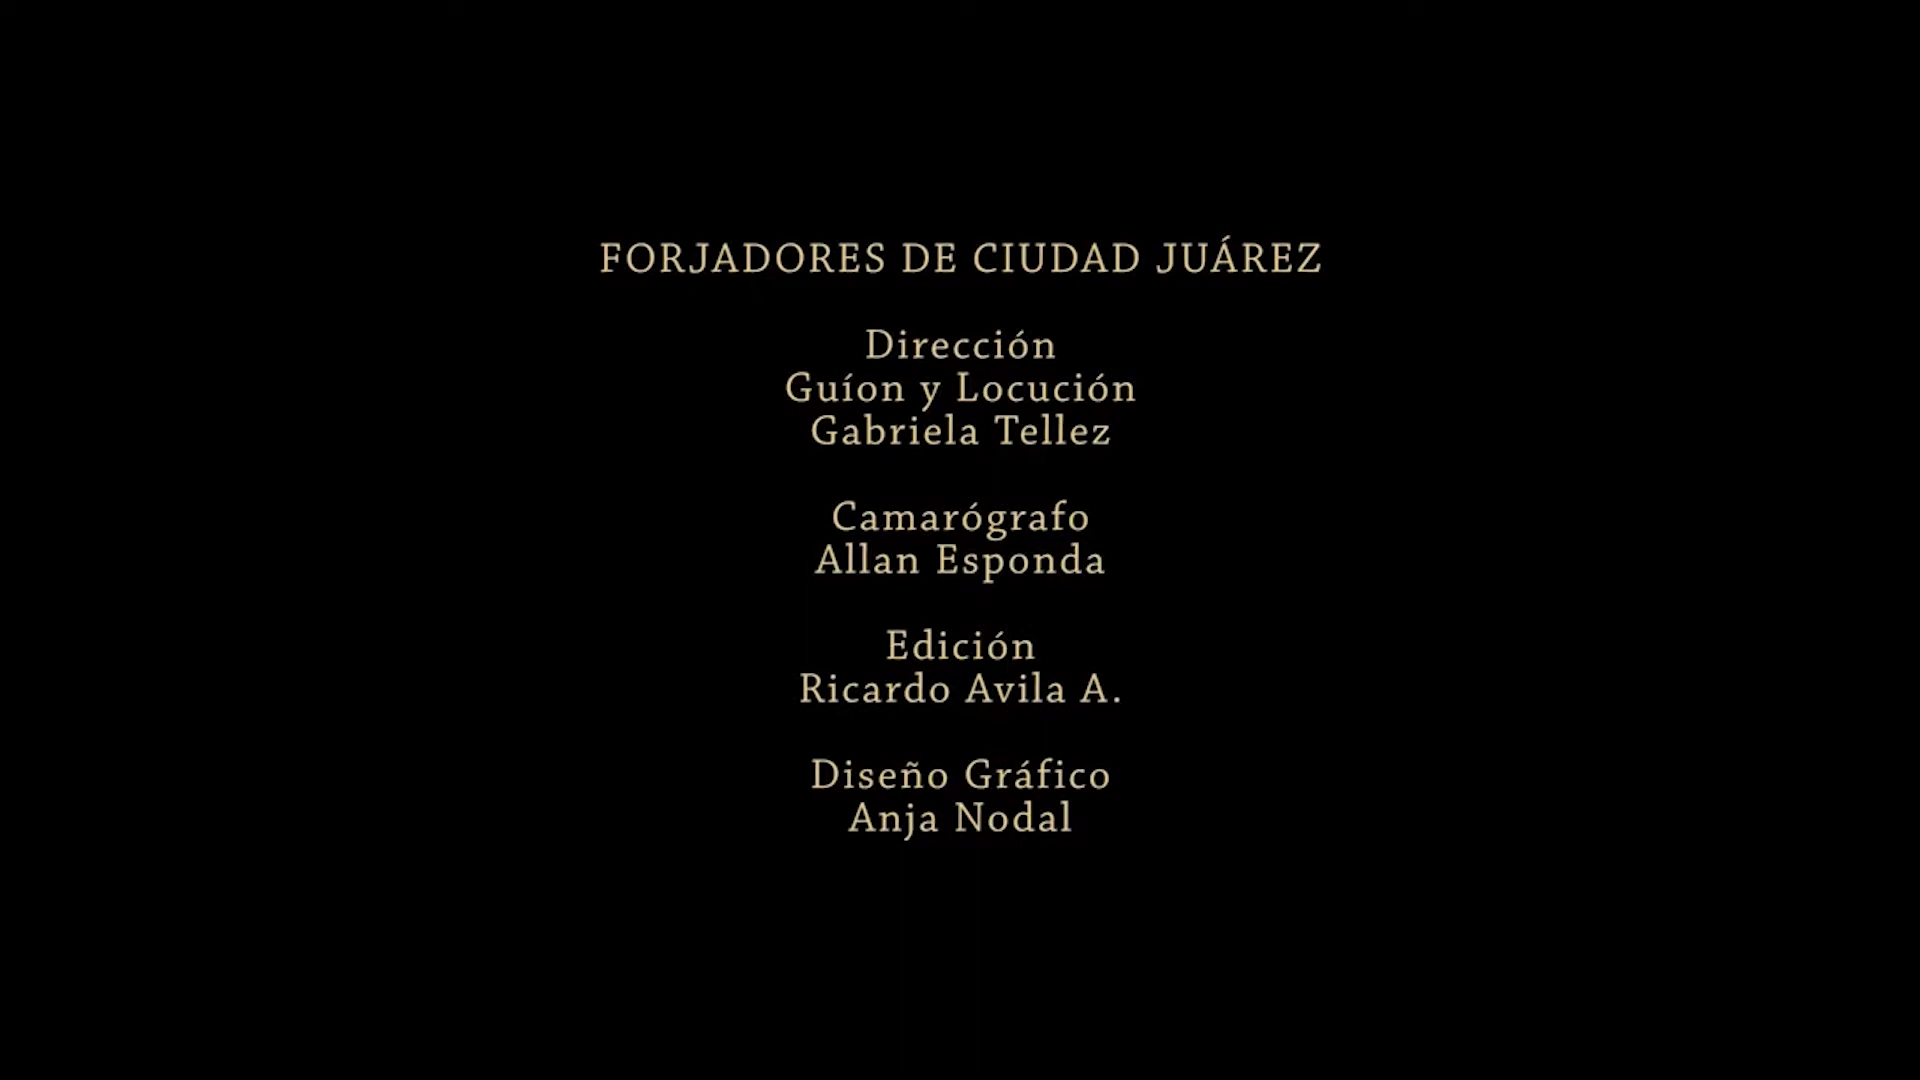 FORJADORES DE CIUDAD JUÁREZ
Dirección
Guíon y Locución
Gabriela Tellez
Camarógrafo
Allan Esponda
Edición
Ricardo Avila A.
Diseño Gráfico
Anja Nodal